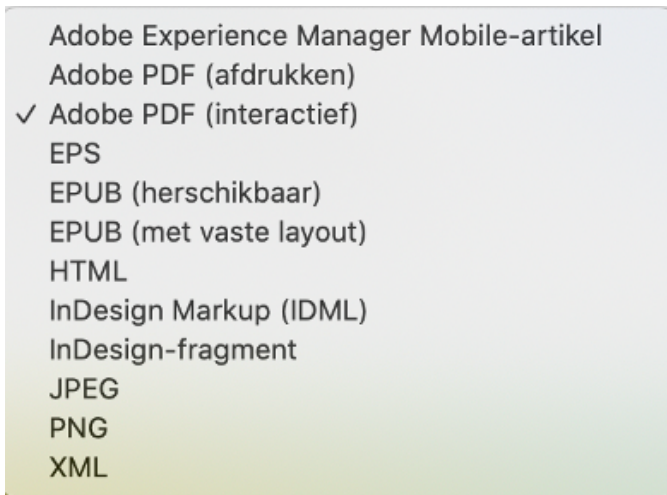 Adobe Experience Manager Mobile-artikel
Adobe PDF (afdrukken)
✓ Adobe PDF (interactief)
EPS
EPUB (herschikbaar)
EPUB (met vaste layout)
HTML
InDesign Markup (IDML)
InDesign-fragment
JPEG
PNG
XML